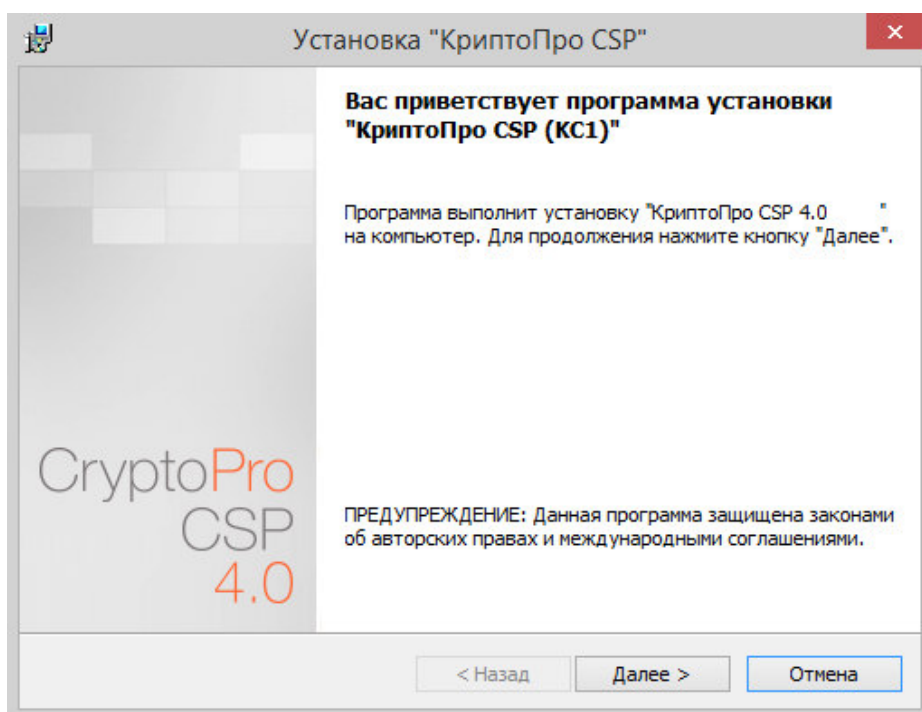 Установка "КриптоПро CSP"
Вас приветствует программа установки
"КриптоПро CSP (КС1)"
Программа выполнит установку "КриптоПро CSP 4.0 "
на компьютер. Для продолжения нажмите кнопку "Далее".
CryptoPro
CSP
4.0
ПРЕДУПРЕЖДЕНИЕ: Данная программа защищена законами
об авторских правах и международными соглашениями.
< Назад
Далее >
Отмена